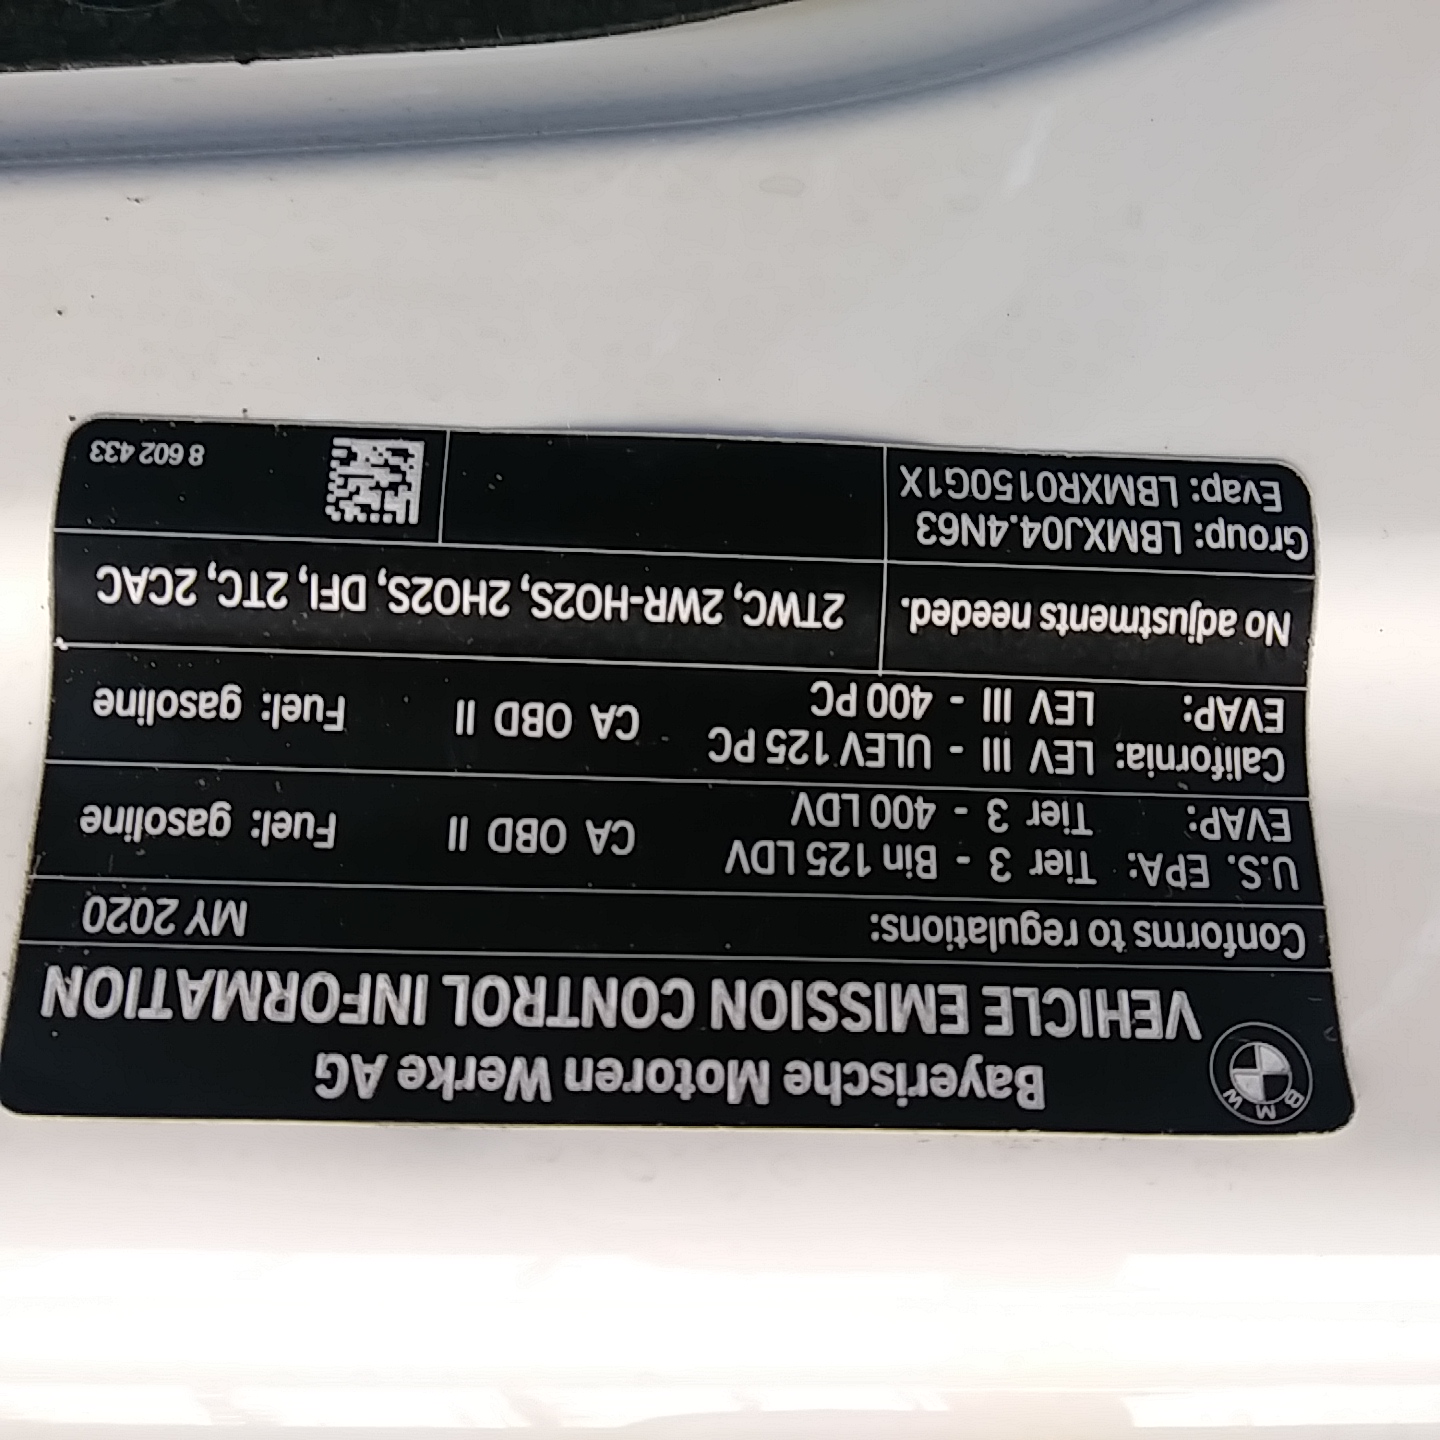 BMW
Bayerische Motoren Werke AG
VEHICLE EMISSION CONTROL INFORMATION
Conforms to regulations: MY 2020
U.S. EPA: Tier 3 - Bin 125 LDV
EVAP: Tier 3 - 400 LDV
CA OBD II Fuel: gasoline
California: LEV III - ULEV 125 PC
EVAP: LEV III - 400 PC
CA OBD II Fuel: gasoline
No adjustments needed. 2TWC, 2WR-HO2S, 2HO2S, DFI, 2TC, 2CAC
Group: LBMXJ04.4N63
Evap: LBMXR0150G1X
8 602 433